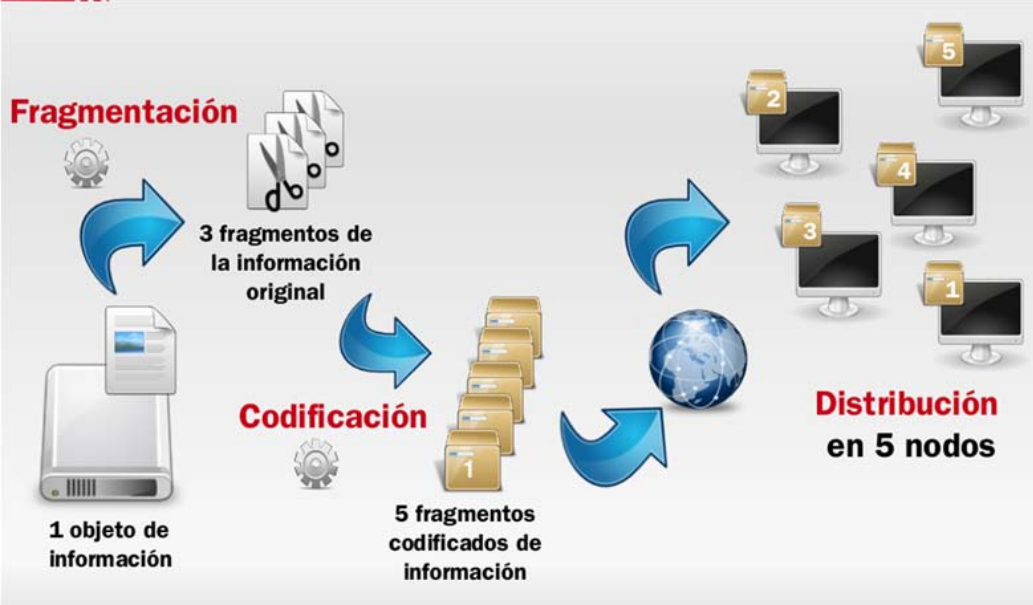 Fragmentación
3 fragmentos de
la información
original
1 objeto de
información
Codificación
1
5 fragmentos
codificados de
información
5
2
4
3
1
Distribución
en 5 nodos